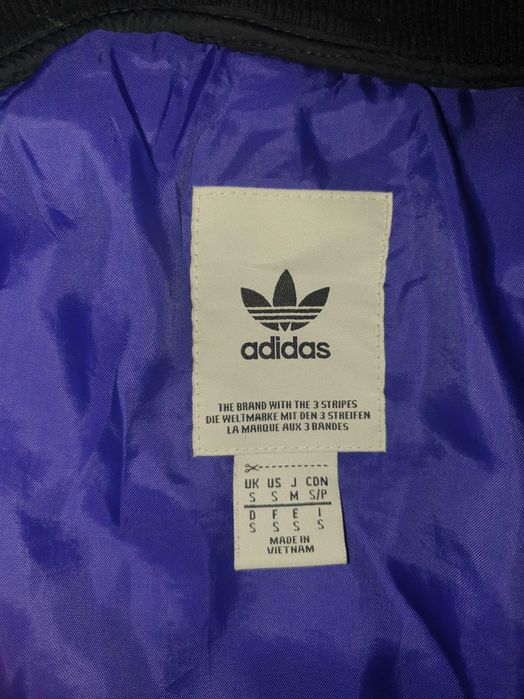 adidas
THE BRAND WITH THE 3 STRIPES
DIE WELTMARKE MIT DEN 3 STREIFEN
LA MARQUE AUX 3 BANDES
UK US J CDN
S S M S/P
D F E I
S S S S
MADE IN
VIETNAM